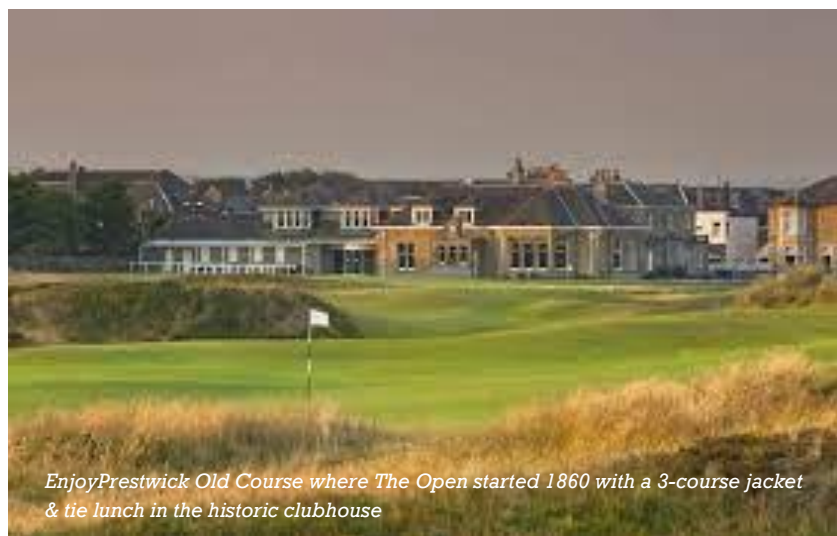 EnjoyPrestwick Old Course where The Open started 1860 with a 3-course jacket
& tie lunch in the historic clubhouse